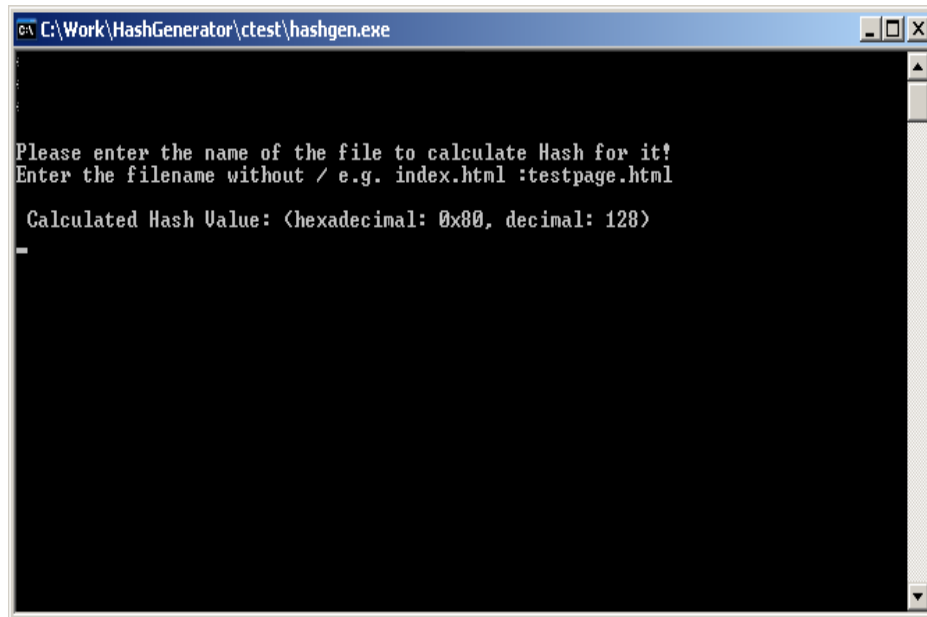 C:\Work\HashGenerator\ctest\hashgen.exe
Please enter the name of the file to calculate Hash for it!
Enter the filename without / e.g. index.html :testpage.html
Calculated Hash Value: (hexadecimal: 0x80, decimal: 128)